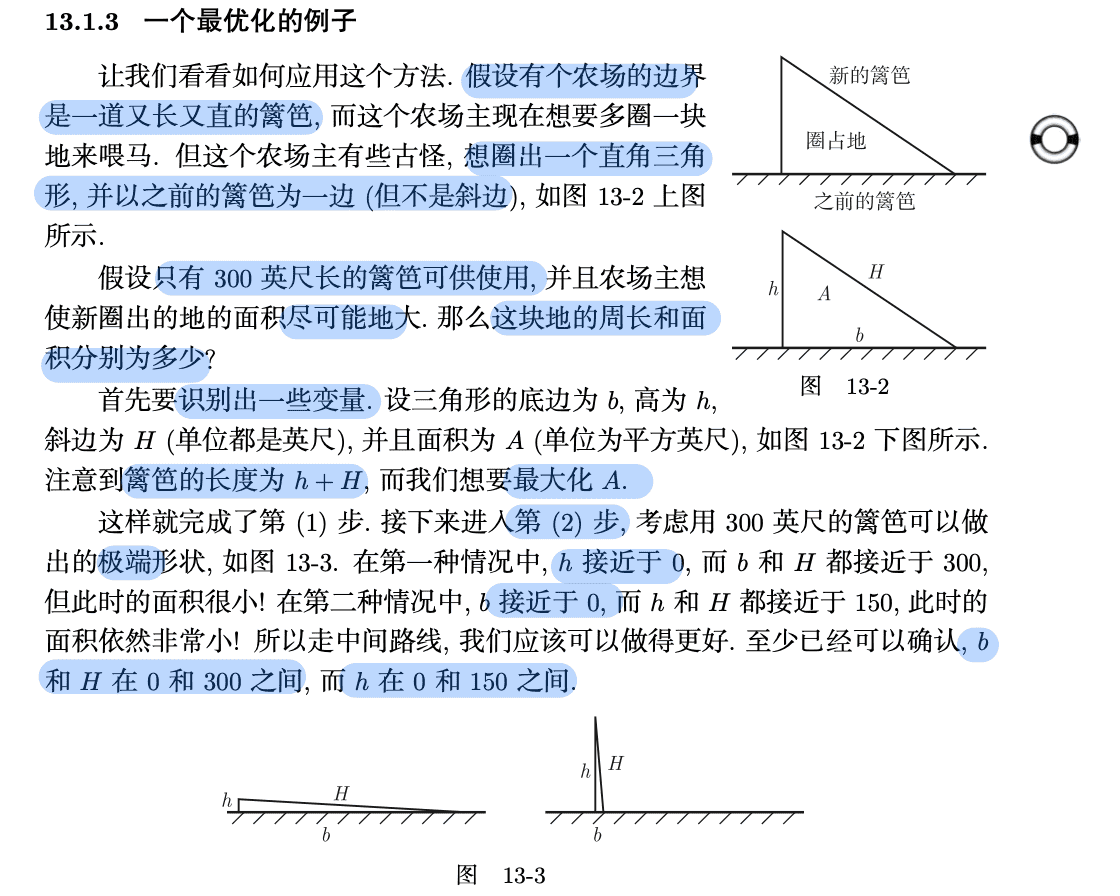 13.1.3 一个最优化的例子
让我们看看如何应用这个方法. 假设有个农场的边界
是一道又长又直的篱笆, 而这个农场主现在想要多圈一块
地来喂马. 但这个农场主有些古怪, 想圈出一个直角三角
形, 并以之前的篱笆为一边 (但不是斜边), 如图 13-2 上图
所示.
新的篱笆
圈占地
之前的篱笆
假设只有 300 英尺长的篱笆可供使用, 并且农场主想
使新圈出的地的面积尽可能地大. 那么这块地的周长和面
积分别为多少?
h
A
H
b
图 13-2
首先要识别出一些变量. 设三角形的底边为 b, 高为 h,
斜边为 H (单位都是英尺), 并且面积为 A (单位为平方英尺), 如图 13-2 下图所示.
注意到篱笆的长度为 h + H, 而我们想要最大化 A.
这样就完成了第 (1) 步. 接下来进入第 (2) 步, 考虑用 300 英尺的篱笆可以做
出的极端形状, 如图 13-3. 在第一种情况中, h 接近于 0, 而 b 和 H 都接近于 300,
但此时的面积很小! 在第二种情况中, b 接近于 0, 而 h 和 H 都接近于 150, 此时的
面积依然非常小! 所以走中间路线, 我们应该可以做得更好. 至少已经可以确认, b
和 H 在 0 和 300 之间, 而 h 在 0 和 150 之间.
h
H
b
h
H
b
图 13-3